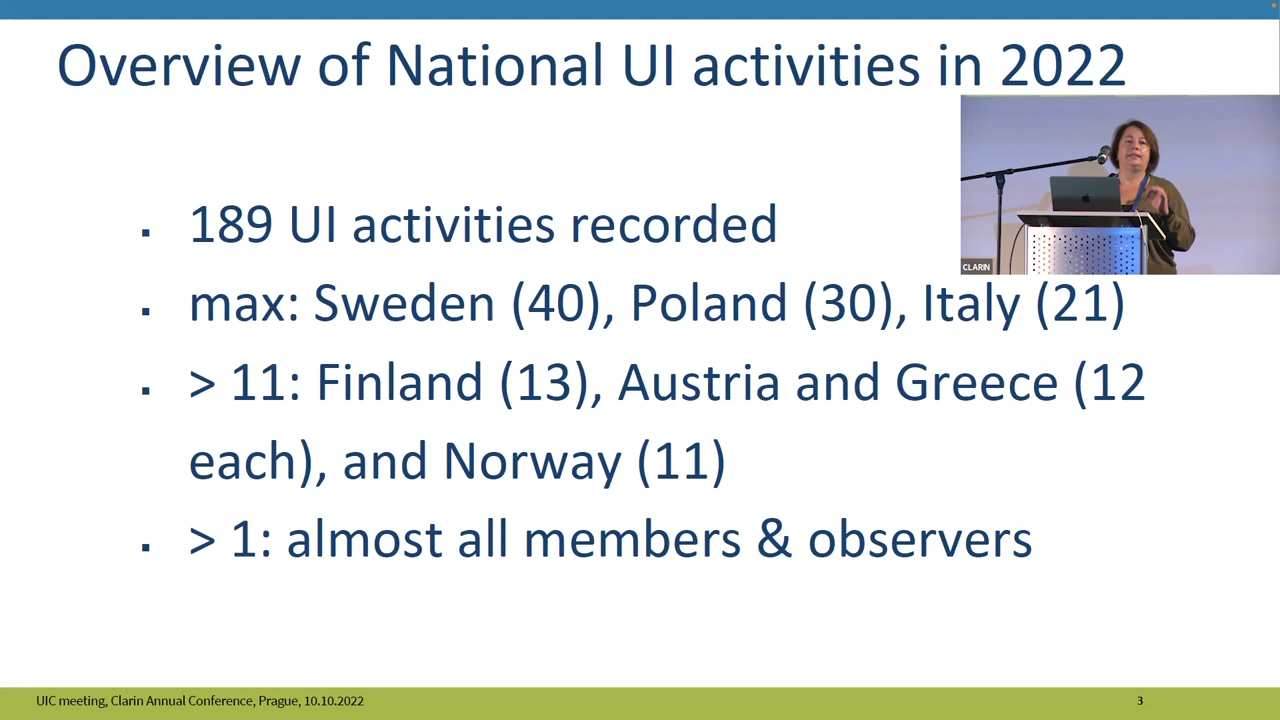 Overview of National UI activities in 2022
▪ 189 UI activities recorded
▪ max: Sweden (40), Poland (30), Italy (21)
▪ > 11: Finland (13), Austria and Greece (12
each), and Norway (11)
▪ > 1: almost all members & observers
CLARIN
UIC meeting, Clarin Annual Conference, Prague, 10.10.2022
3